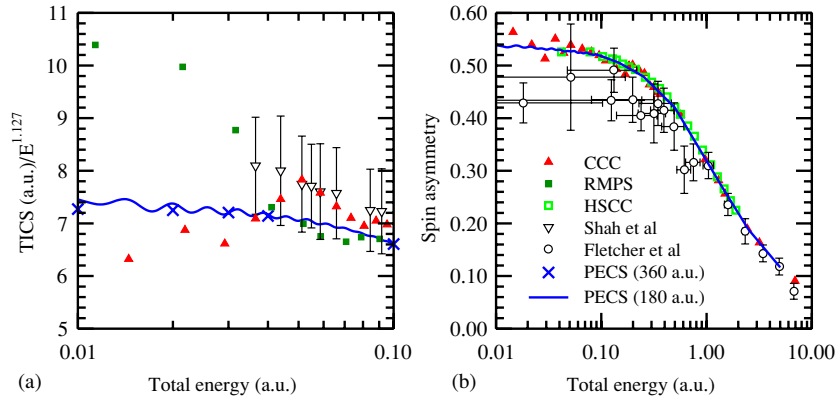 11
10
9
8
7
6
5
TICS (a.u.)/E^1.127
0.01
0.10
(a)
Total energy (a.u.)
0.60
0.50
0.40
0.30
0.20
0.10
0.00
Spin asymmetry
CCC
RMPS
HSCC
Shah et al
Fletcher et al
PECS (360 a.u.)
PECS (180 a.u.)
0.01
0.10
1.00
10.00
(b)
Total energy (a.u.)